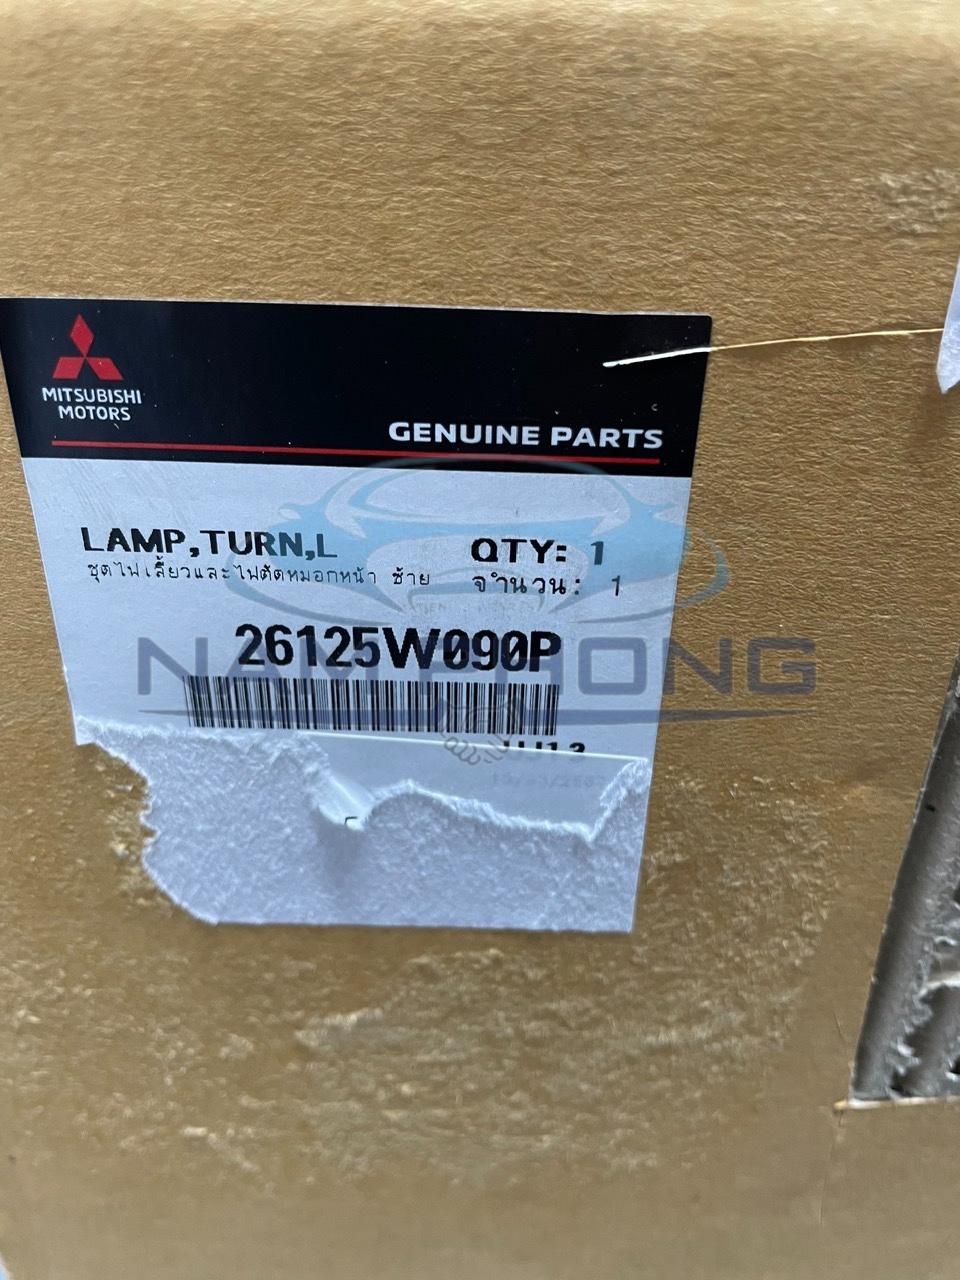 MITSUBISHI
MOTORS
GENUINE PARTS
LAMP,TURN,L
QTY: 1
ชุดไฟเลี้ยวและไฟตัดหมอกหน้า ซ้าย
จำนวน: 1
26125W090P
NAM PHONG